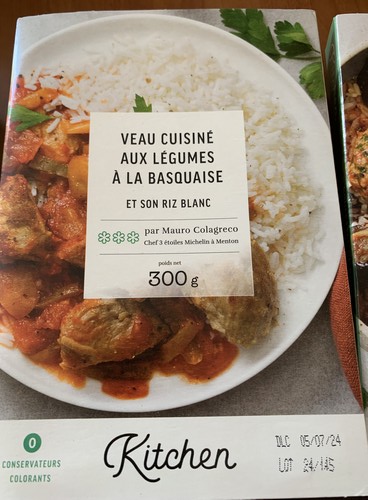 VEAU CUISINÉ
AUX LÉGUMES
À LA BASQUAISE
ET SON RIZ BLANC
par Mauro Colagreco
Chef 3 étoiles Michelin à Menton
poids net
300 g
0
CONSERVATEURS
COLORANTS
Kitchen
DLC 05/07/24
LOT 24/145